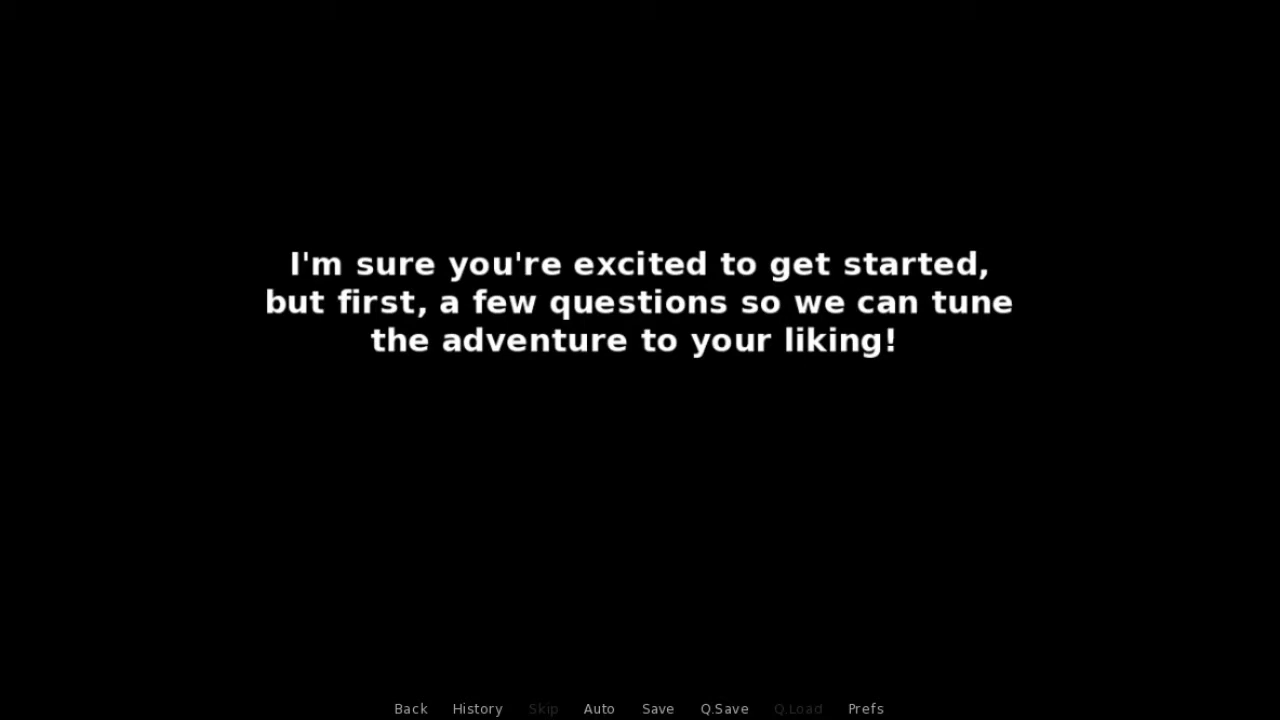 I'm sure you're excited to get started,
but first, a few questions so we can tune
the adventure to your liking!
Back History Skip Auto Save Q.Save Q.Load Prefs